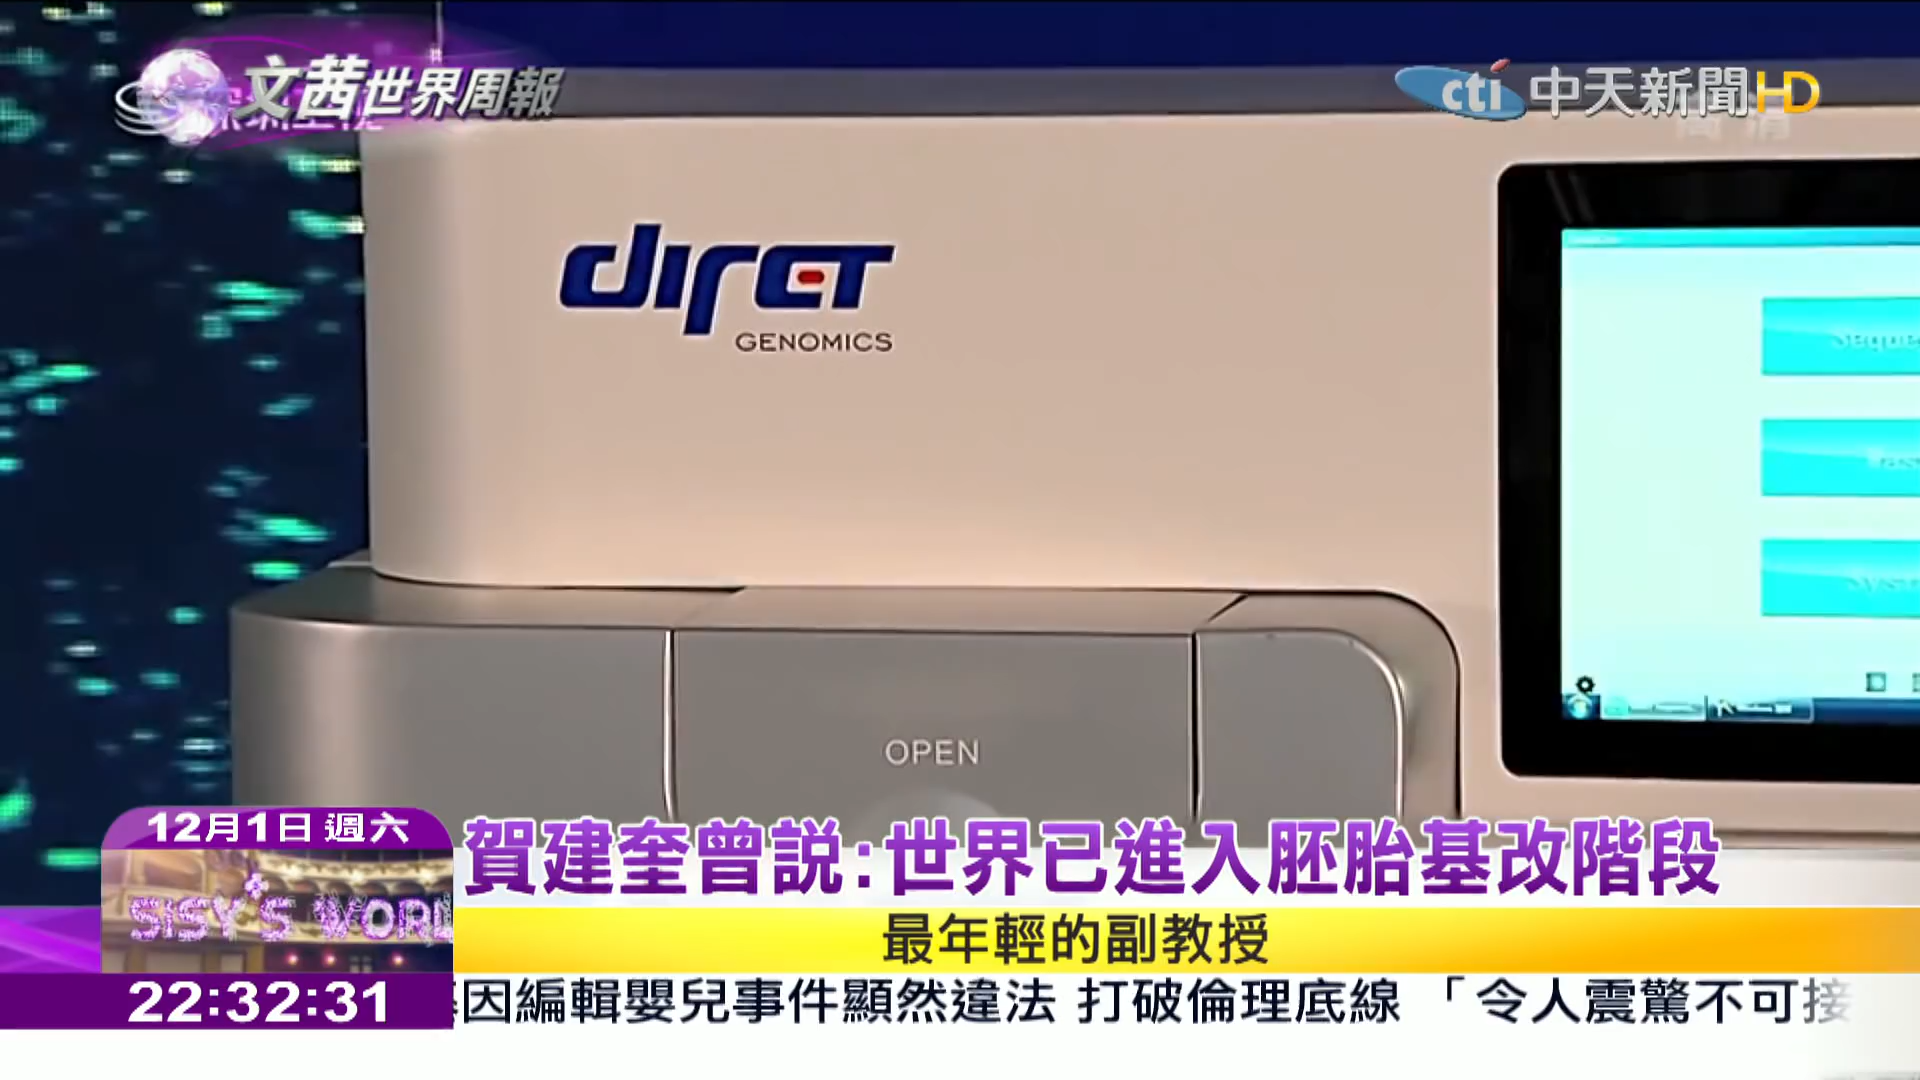 文茜世界周報
cti 中天新聞HD
direct
GENOMICS
OPEN
12月1日 週六
賀建奎曾説:世界已進入胚胎基改階段
SISY'S WORL
最年輕的副教授
22:32:31
因編輯嬰兒事件顯然違法 打破倫理底線 「令人震驚不可接